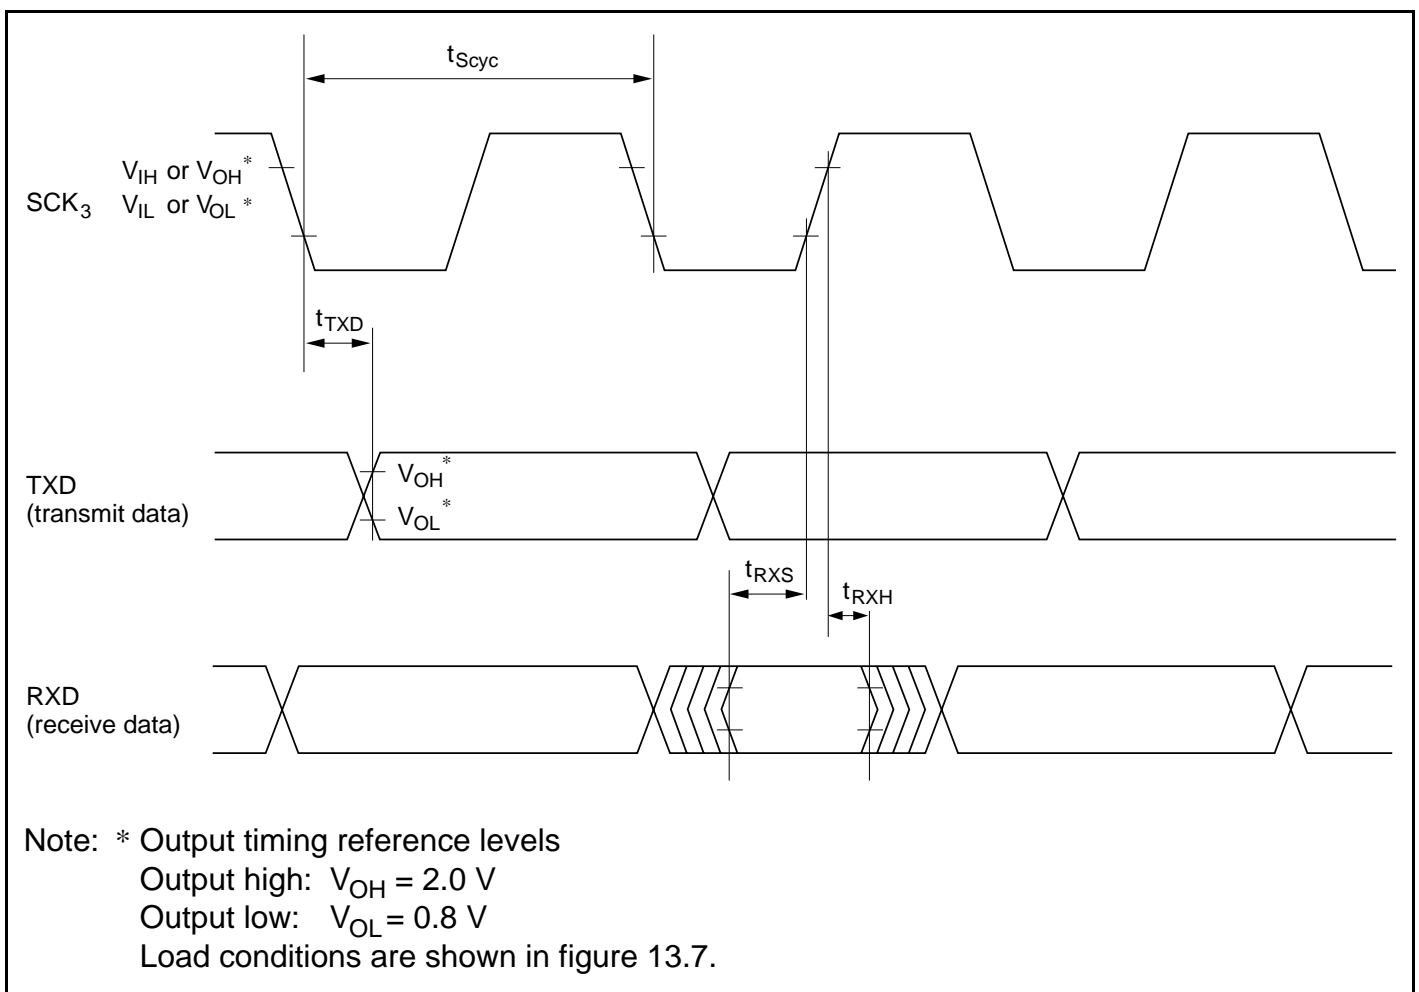 tScyc
VIH or VOH*
SCK3 VIL or VOL*
tTXD
TXD
(transmit data)
VOH*
VOL*
tRXS
tRXH
RXD
(receive data)
Note: * Output timing reference levels
Output high: VOH = 2.0 V
Output low: VOL = 0.8 V
Load conditions are shown in figure 13.7.